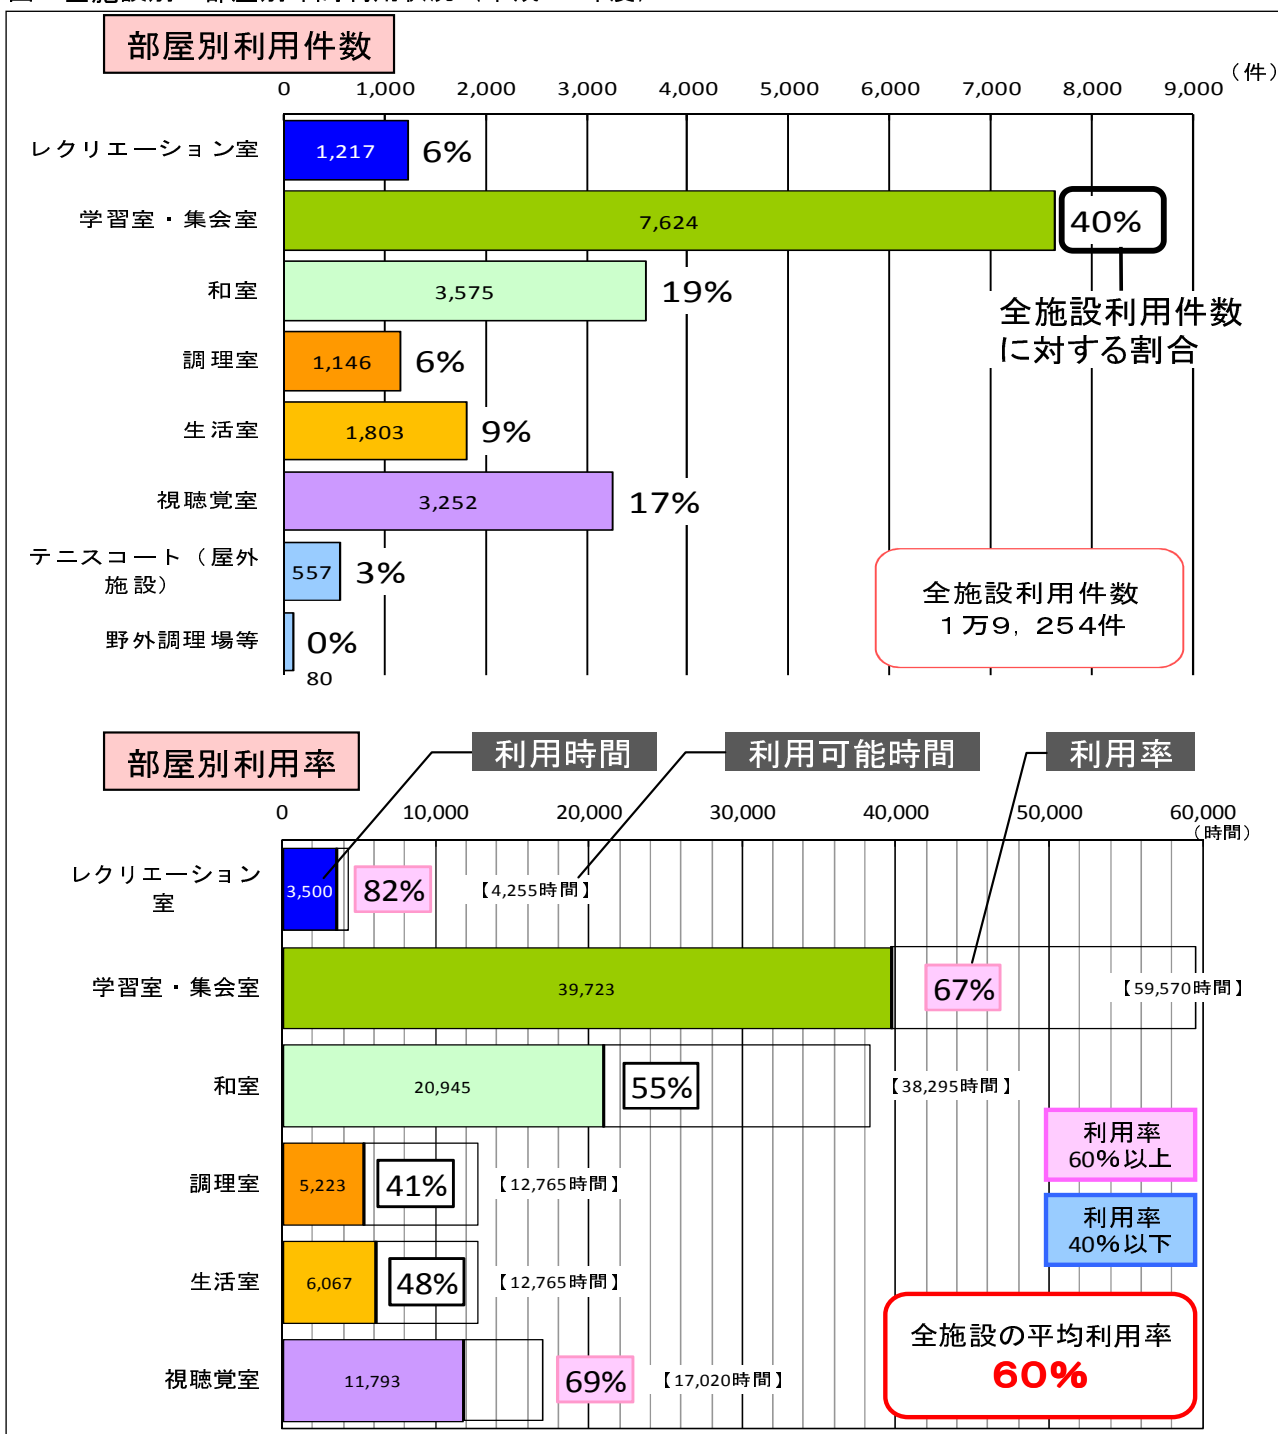 部屋別利用件数
(件)
0 1,000 2,000 3,000 4,000 5,000 6,000 7,000 8,000 9,000
レクリエーション室 1,217 6%
学習室・集会室 7,624 40%
全施設利用件数
に対する割合
和室 3,575 19%
調理室 1,146 6%
生活室 1,803 9%
視聴覚室 3,252 17%
テニスコート(屋外
施設) 557 3%
野外調理場等 0%
80
全施設利用件数
1万9,254件
部屋別利用率
利用時間 利用可能時間 利用率
0 10,000 20,000 30,000 40,000 50,000 60,000
(時間)
レクリエーション
室 3,500 82% 【4,255時間】
学習室・集会室 39,723 67% 【59,570時間】
和室 20,945 55% 【38,295時間】
調理室 5,223 41% 【12,765時間】
生活室 6,067 48% 【12,765時間】
視聴覚室 11,793 69% 【17,020時間】
利用率
60%以上
利用率
40%以下
全施設の平均利用率
60%